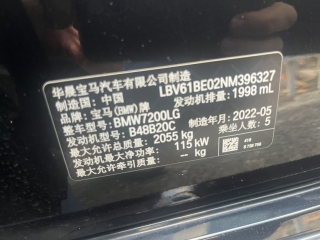 华晨宝马汽车有限公司制造
LBV61BE02NM396327
制造国：中国
发动机排量：1998 mL
品牌：宝马(BMW)牌
整车型号：BMW7200LG
发动机型号：B48B20C
制造年月：2022-05
最大允许总质量：2055 kg
乘坐人数：5
发动机最大净功率：115 kW
最大允许牵引质量：-- kg